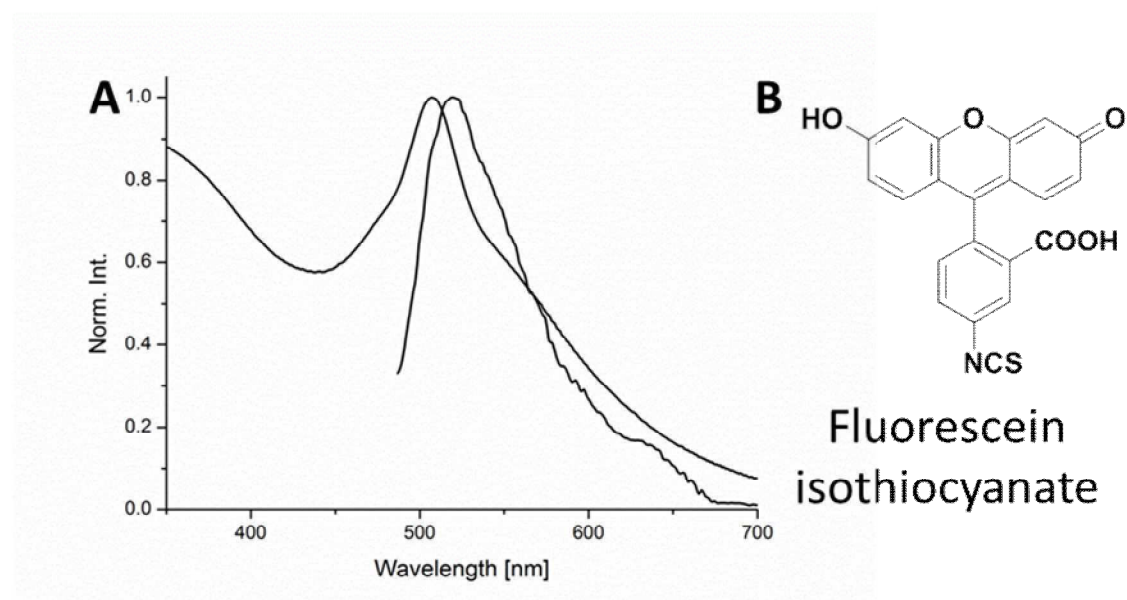 A
B
1.0
0.8
0.6
0.4
0.2
0.0
Norm. Int.
400
500
600
700
Wavelength [nm]
HO
O
O
COOH
NCS
Fluorescein
isothiocyanate